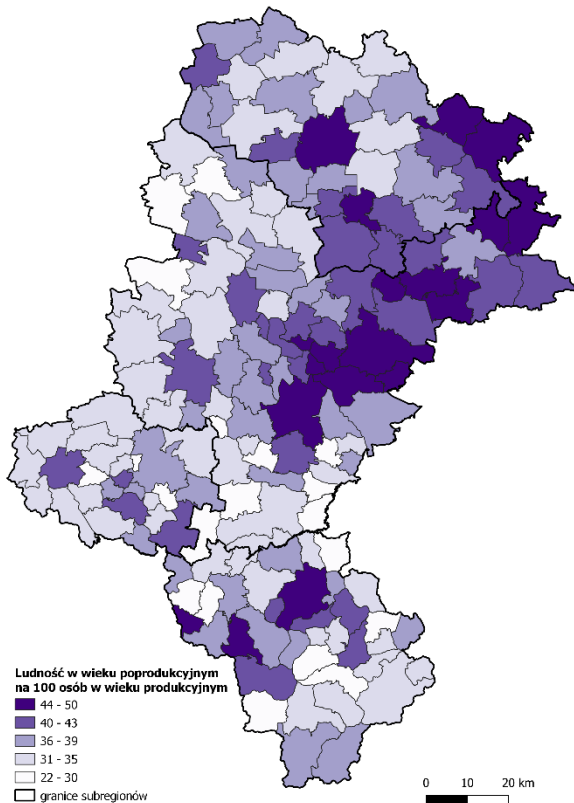 Ludność w wieku poprodukcyjnym
na 100 osób w wieku produkcyjnym
44 - 50
40 - 43
36 - 39
31 - 35
22 - 30
granice subregionów
0 10 20 km